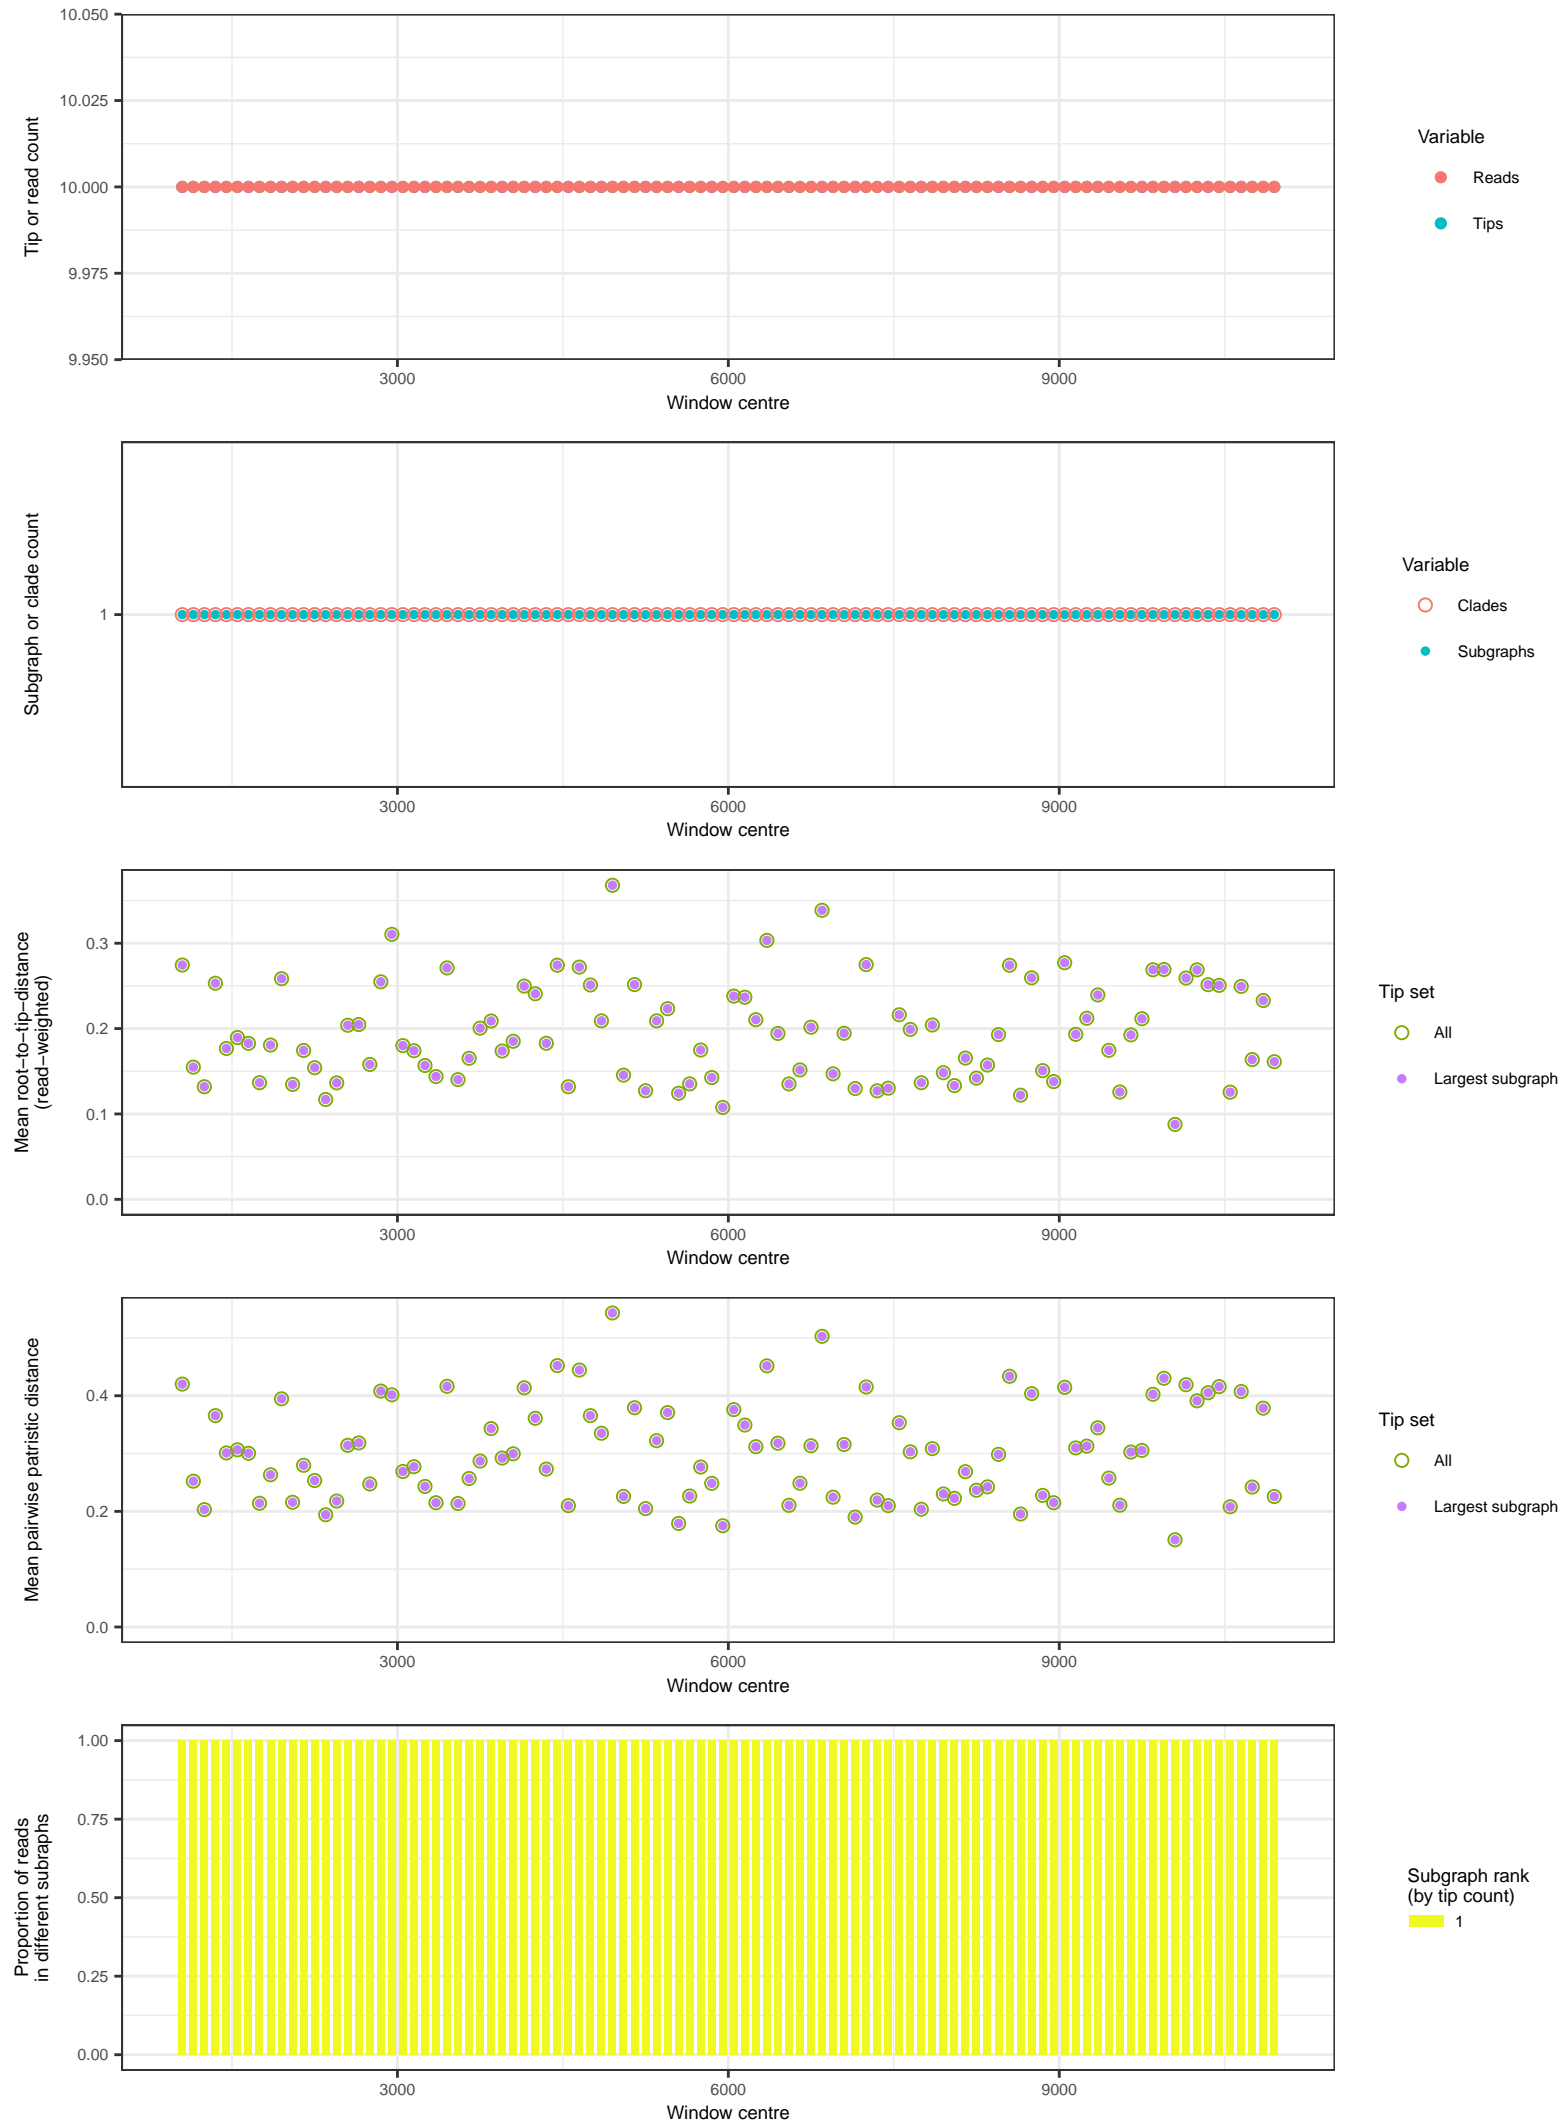 10.050
10.025
10.000
9.975
9.950
Tip or read count
3000
6000
9000
Window centre
Variable
Reads
Tips
1
Subgraph or clade count
3000
6000
9000
Window centre
Variable
Clades
Subgraphs
0.3
0.2
0.1
0.0
Mean root−to−tip−distance
(read−weighted)
3000
6000
9000
Window centre
Tip set
All
Largest subgraph
0.4
0.2
0.0
Mean pairwise patristic distance
3000
6000
9000
Window centre
Tip set
All
Largest subgraph
1.00
0.75
0.50
0.25
0.00
Proportion of reads
in different subraphs
3000
6000
9000
Window centre
Subgraph rank
(by tip count)
1